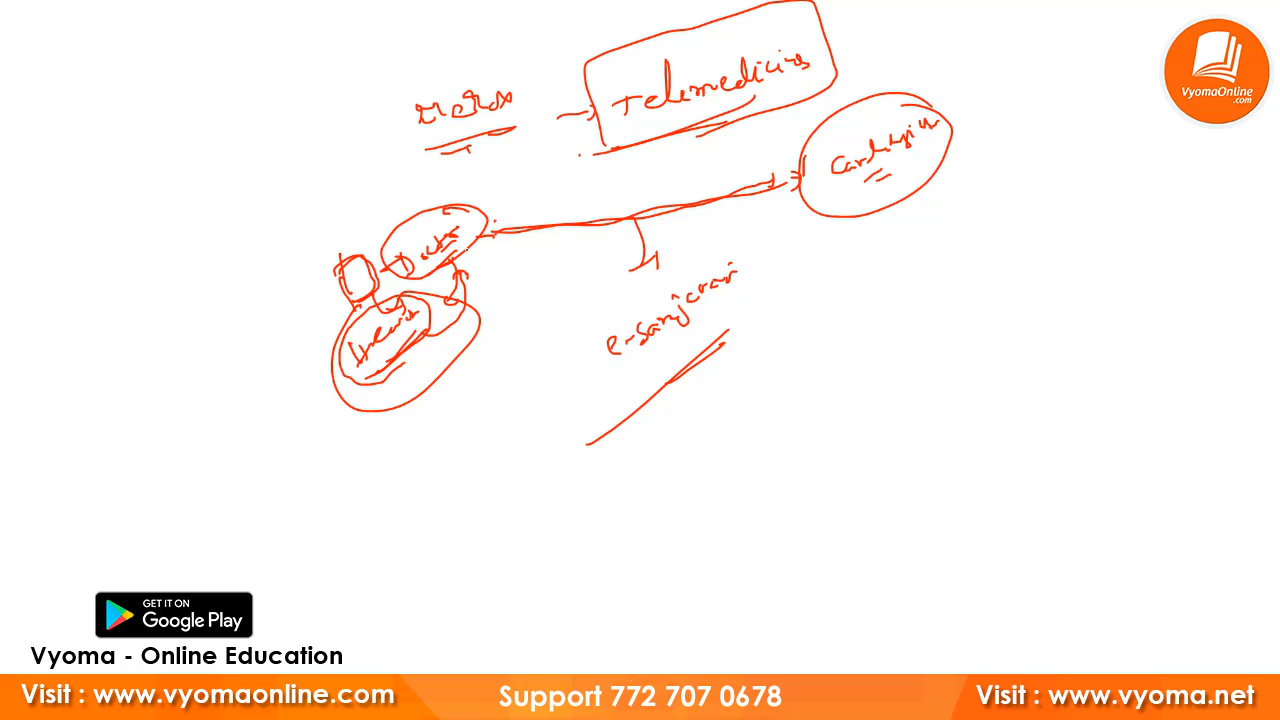 Telemedicine
VyomaOnline
.com
Cardiologist
Doctor
e-sanjeevani
GET IT ON
Google Play
Vyoma - Online Education
Visit : www.vyomaonline.com
Support 772 707 0678
Visit : www.vyoma.net